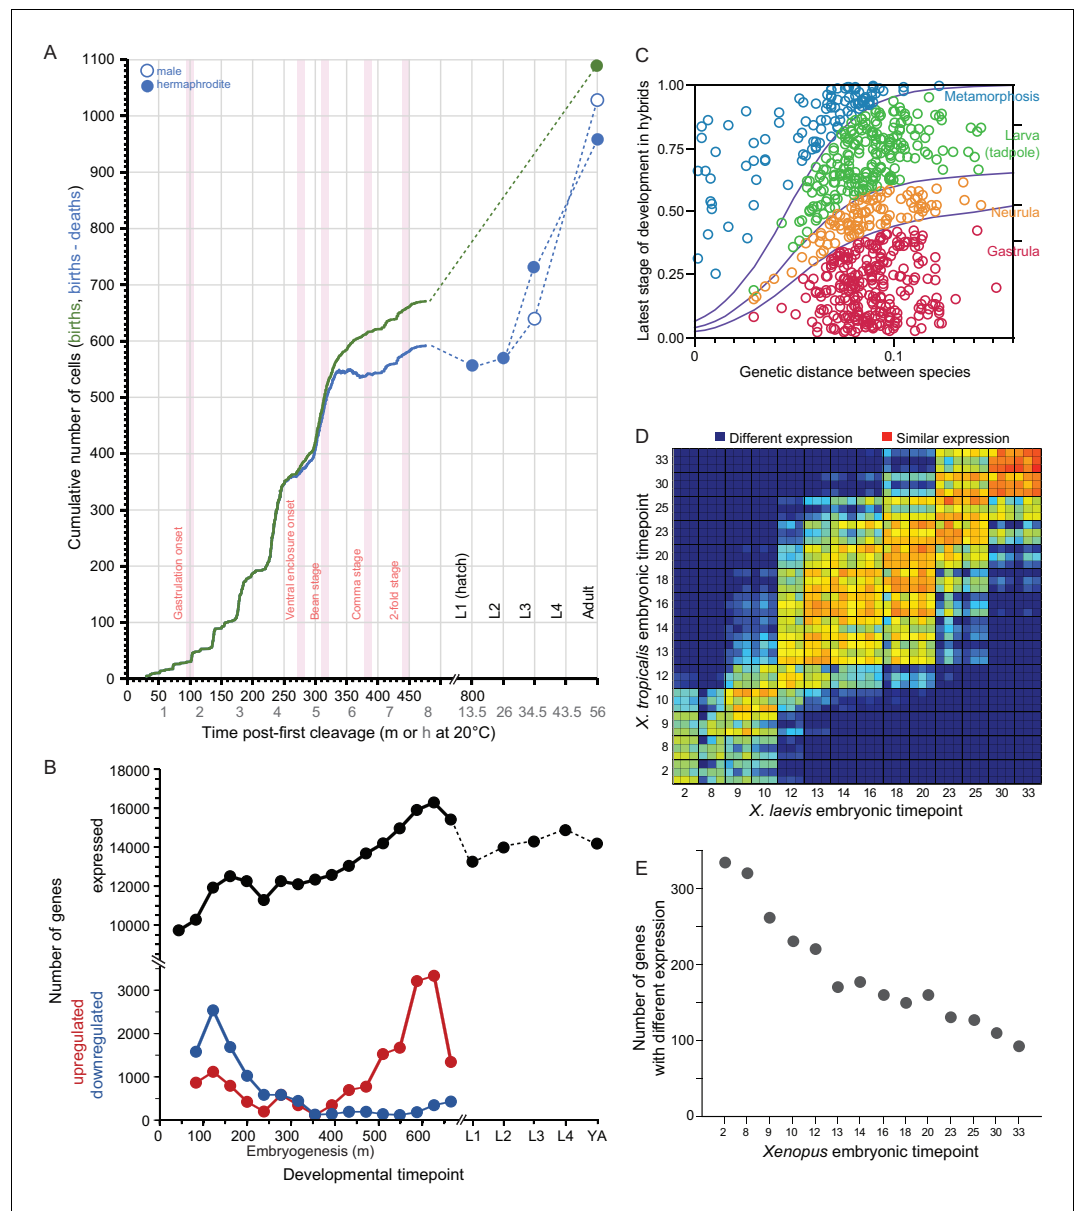 A
male
hermaphrodite
Cumulative number of cells (births, births - deaths)
1100
1000
900
800
700
600
500
400
300
200
100
0
Gastrulation onset
Ventral enclosure onset
Bean stage
Comma stage
2-fold stage
L1 (hatch)
L2
L3
L4
Adult
0 50 100 150 200 250 300 350 400 450 800
1 2 3 4 5 6 7 8 13.5 26 34.5 43.5 56
Time post-first cleavage (m or h at 20°C)
B
Number of genes
expressed
upregulated
downregulated
18000
16000
14000
12000
10000
3000
2000
1000
0
0 100 200 300 400 500 600 L1 L2 L3 L4 YA
Embryogenesis (m)
Developmental timepoint
C
Latest stage of development in hybrids
1.00
0.75
0.50
0.25
0.00
Metamorphosis
Larva
(tadpole)
Neurula
Gastrula
0 0.1
Genetic distance between species
D
Different expression Similar expression
X. tropicalis embryonic timepoint
33
30
25
23
20
18
16
14
13
12
10
9
8
2
2 8 9 10 12 13 14 16 18 20 23 25 30 33
X. laevis embryonic timepoint
E
Number of genes
with different expression
300
200
100
0
2 8 9 10 12 13 14 16 18 20 23 25 30 33
Xenopus embryonic timepoint